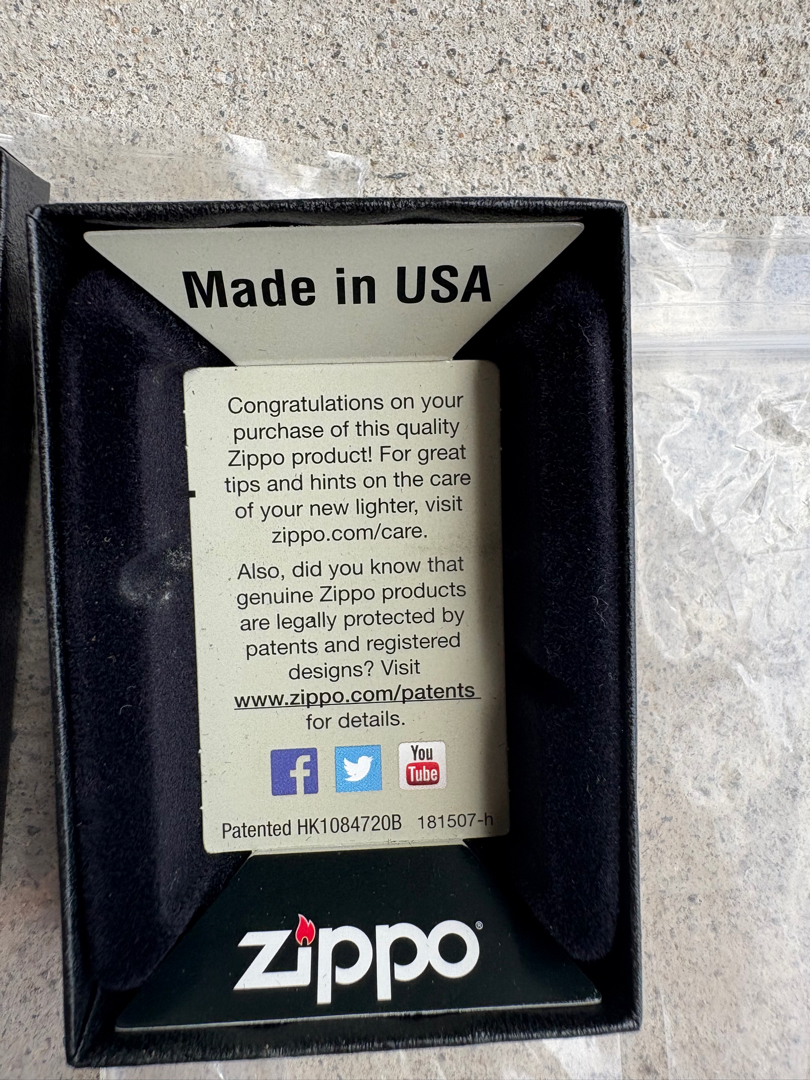 Made in USA
Congratulations on your
purchase of this quality
Zippo product! For great
tips and hints on the care
of your new lighter, visit
zippo.com/care.
Also, did you know that
genuine Zippo products
are legally protected by
patents and registered
designs? Visit
www.zippo.com/patents
for details.
f
You
Tube
Patented HK1084720B 181507-h
zippo®